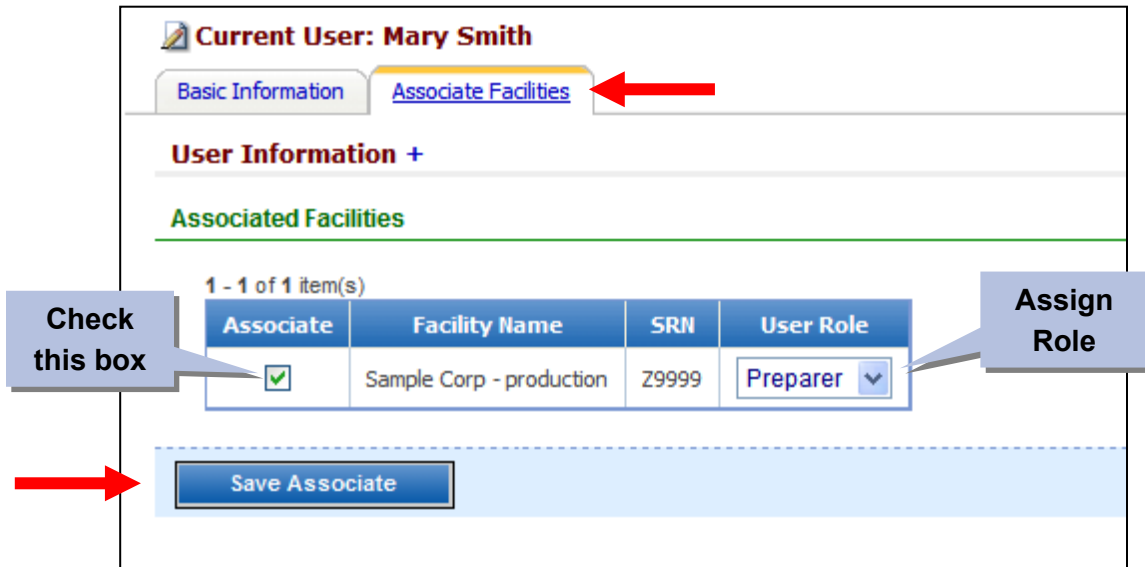 Current User: Mary Smith
Basic Information
Associate Facilities
User Information +
Associated Facilities
1 - 1 of 1 item(s)
Associate
Facility Name
SRN
User Role
Sample Corp - production
Z9999
Preparer
Check
this box
Assign
Role
Save Associate